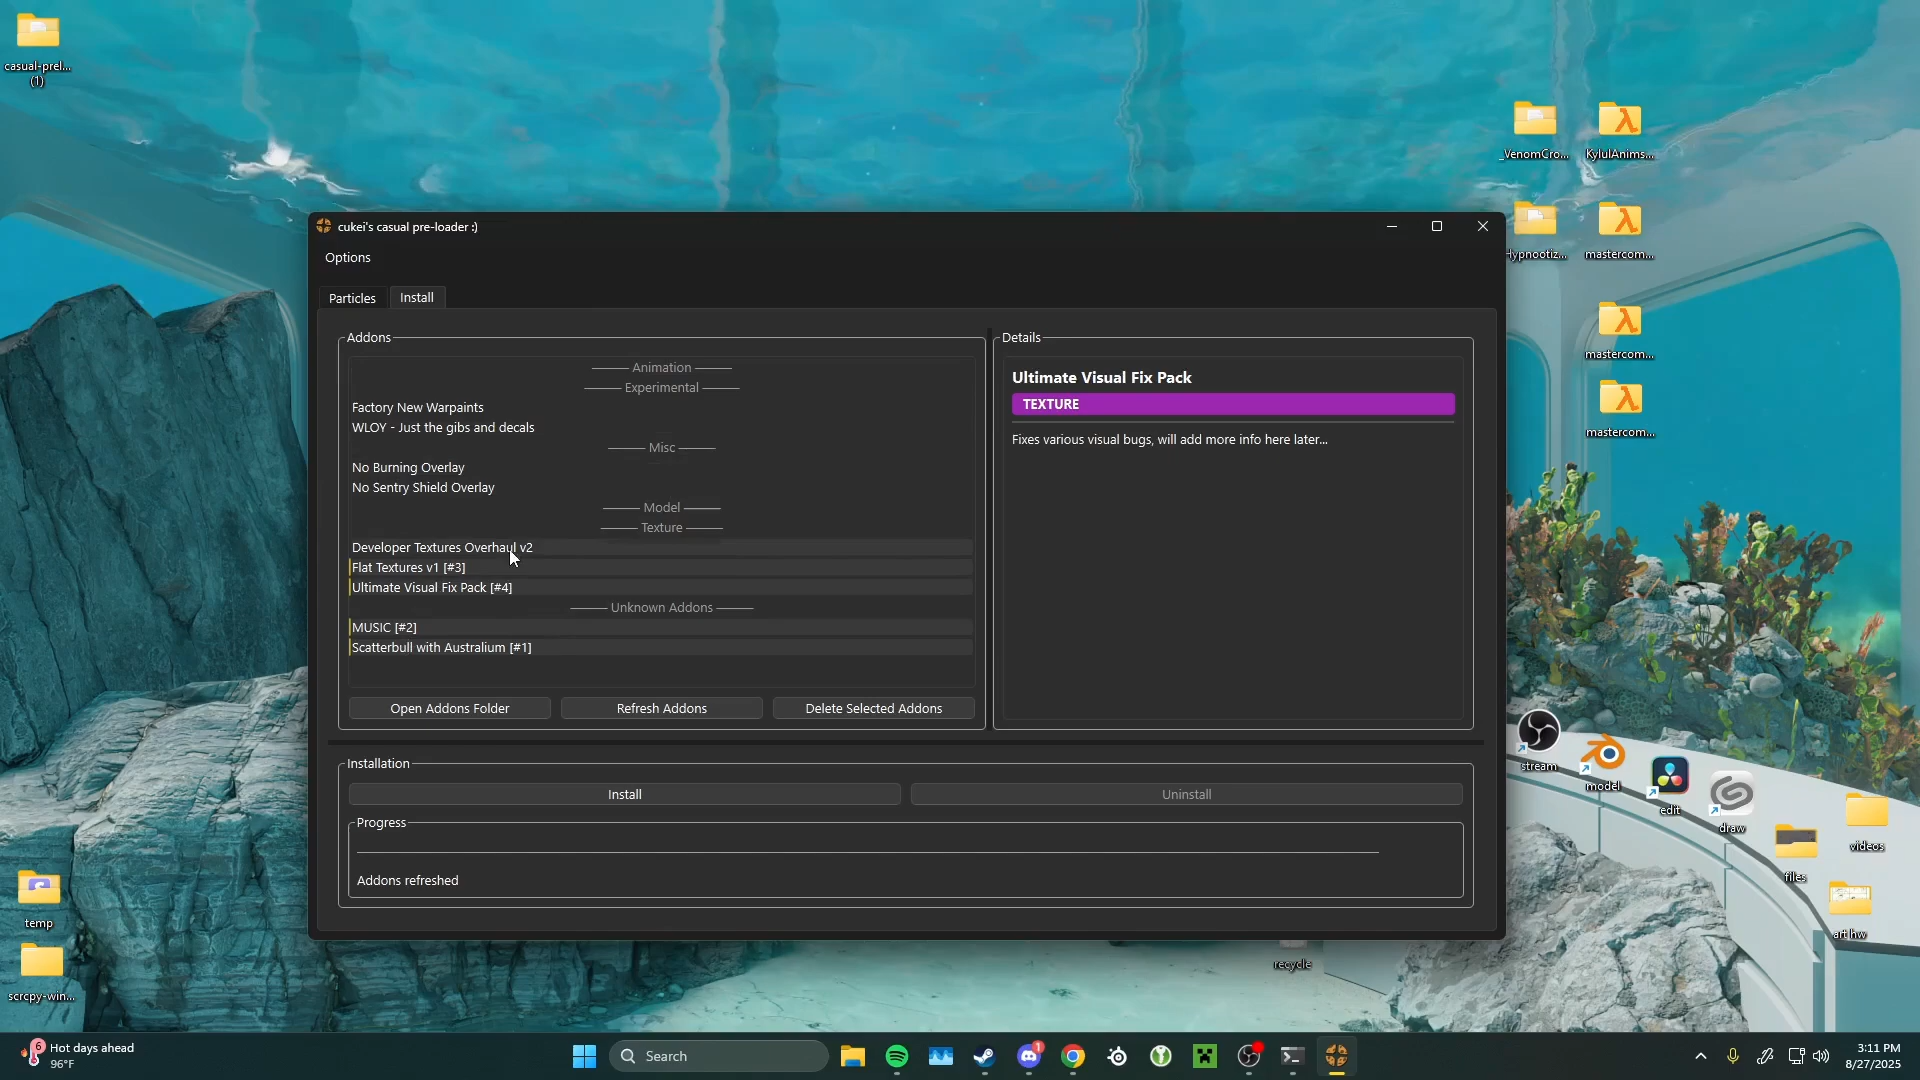 casual-prel...
(1)
_VenomCro...
KylulAnims...
Hypnootiz...
mastercom...
mastercom...
mastercom...
cukei's casual pre-loader :)
Options
Particles
Install
Addons
Animation
Experimental
Factory New Warpaints
WLOY - Just the gibs and decals
Misc
No Burning Overlay
No Sentry Shield Overlay
Model
Texture
Developer Textures Overhaul v2
Flat Textures v1 [#3]
Ultimate Visual Fix Pack [#4]
Unknown Addons
MUSIC [#2]
Scatterbull with Australium [#1]
Open Addons Folder
Refresh Addons
Delete Selected Addons
Details
Ultimate Visual Fix Pack
TEXTURE
Fixes various visual bugs, will add more info here later...
Installation
Install
Uninstall
Progress
Addons refreshed
stream
model
edit
draw
videos
files
art hw
recycle
temp
scrcpy-win...
6
Hot days ahead
96°F
Search
1
3:11 PM
8/27/2025